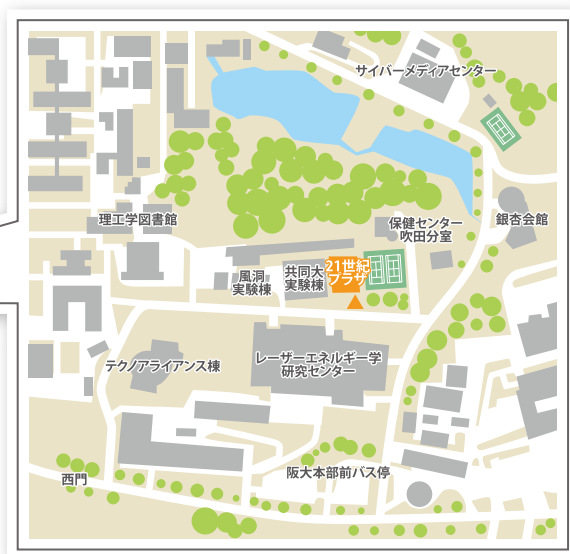 サイバーメディアセンター
理工学図書館
保健センター
吹田分室
銀杏会館
風洞
実験棟
共同大
実験棟
21世紀
プラザ
テクノアライアンス棟
レーザーエネルギー学
研究センター
西門
阪大本部前バス停